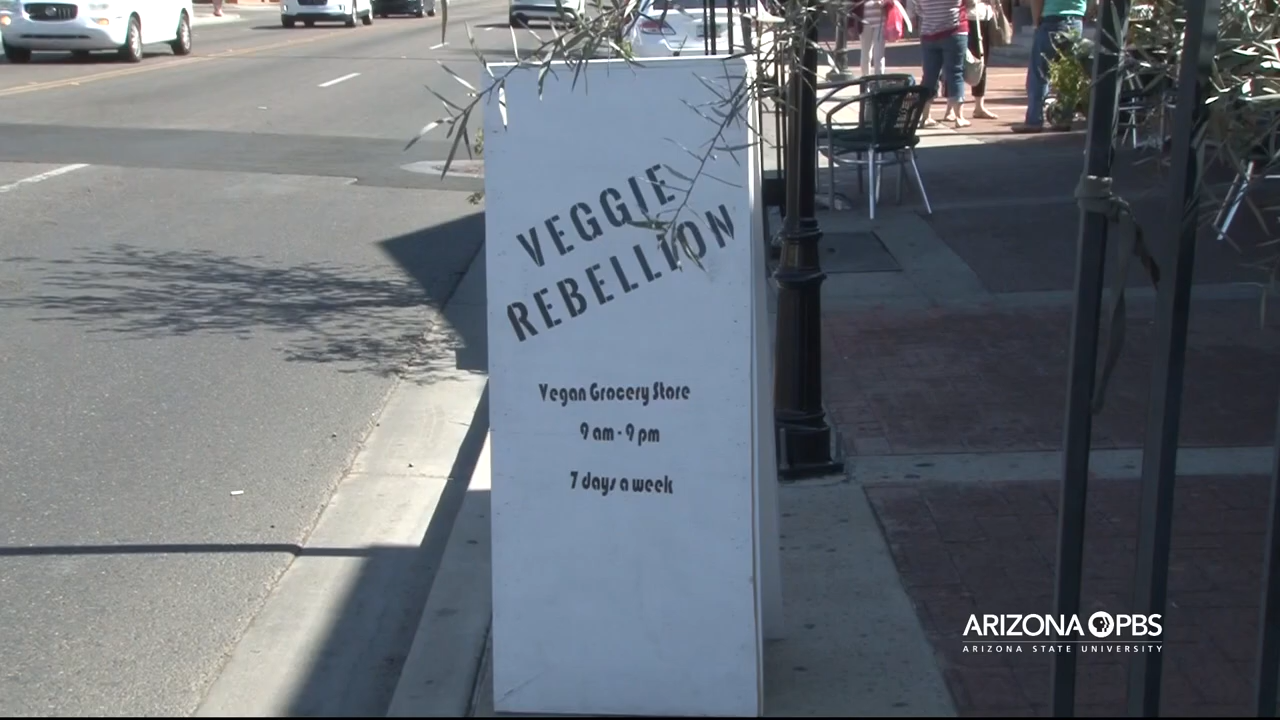 VEGGIE
REBELLION
Vegan Grocery Store
9 am - 9 pm
7 days a week
ARIZONA PBS
ARIZONA STATE UNIVERSITY